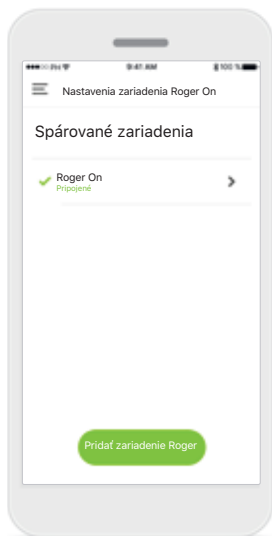 9:41 AM 100 %
Nastavenia zariadenia Roger On
Spárované zariadenia
Roger On
Pripojené
Pridať zariadenie Roger